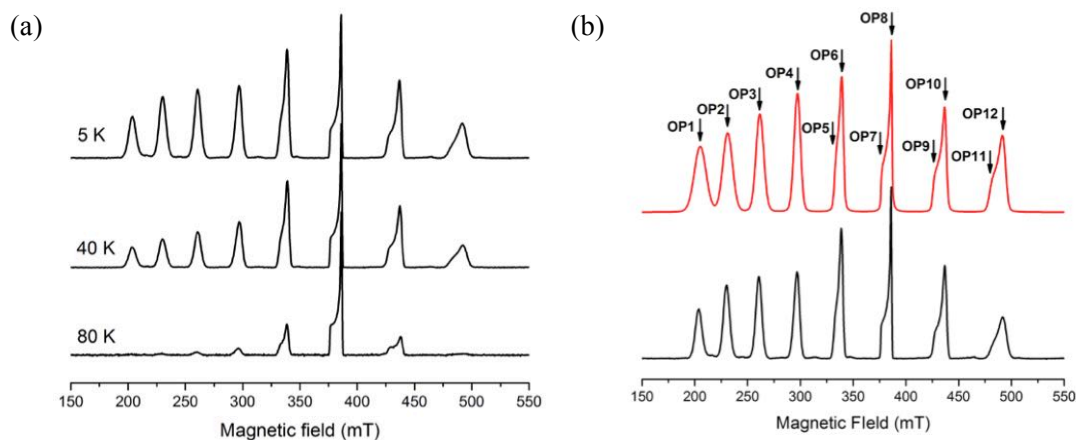 (a)
5 K
40 K
80 K
150 200 250 300 350 400 450 500 550
Magnetic field (mT)
(b)
OP8
OP6
OP4
OP10
OP3
OP2
OP12
OP1
OP5
OP7
OP9
OP11
150 200 250 300 350 400 450 500 550
Magnetic FIeld (mT)